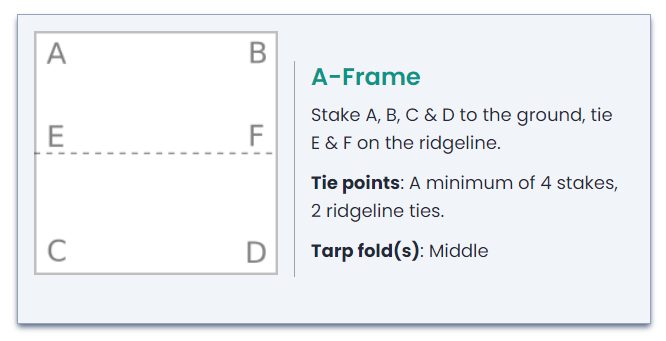 A B
E F
C D
A-Frame
Stake A, B, C & D to the ground, tie
E & F on the ridgeline.
Tie points: A minimum of 4 stakes,
2 ridgeline ties.
Tarp fold(s): Middle